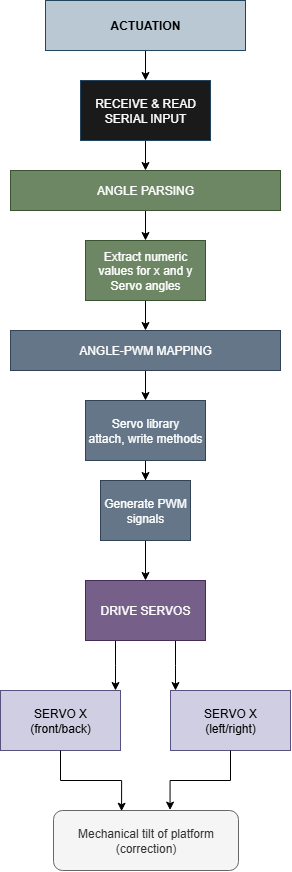 ACTUATION
RECEIVE & READ
SERIAL INPUT
ANGLE PARSING
Extract numeric
values for x and y
Servo angles
ANGLE-PWM MAPPING
Servo library
attach, write methods
Generate PWM
signals
DRIVE SERVOS
SERVO X
(front/back)
SERVO X
(left/right)
Mechanical tilt of platform
(correction)